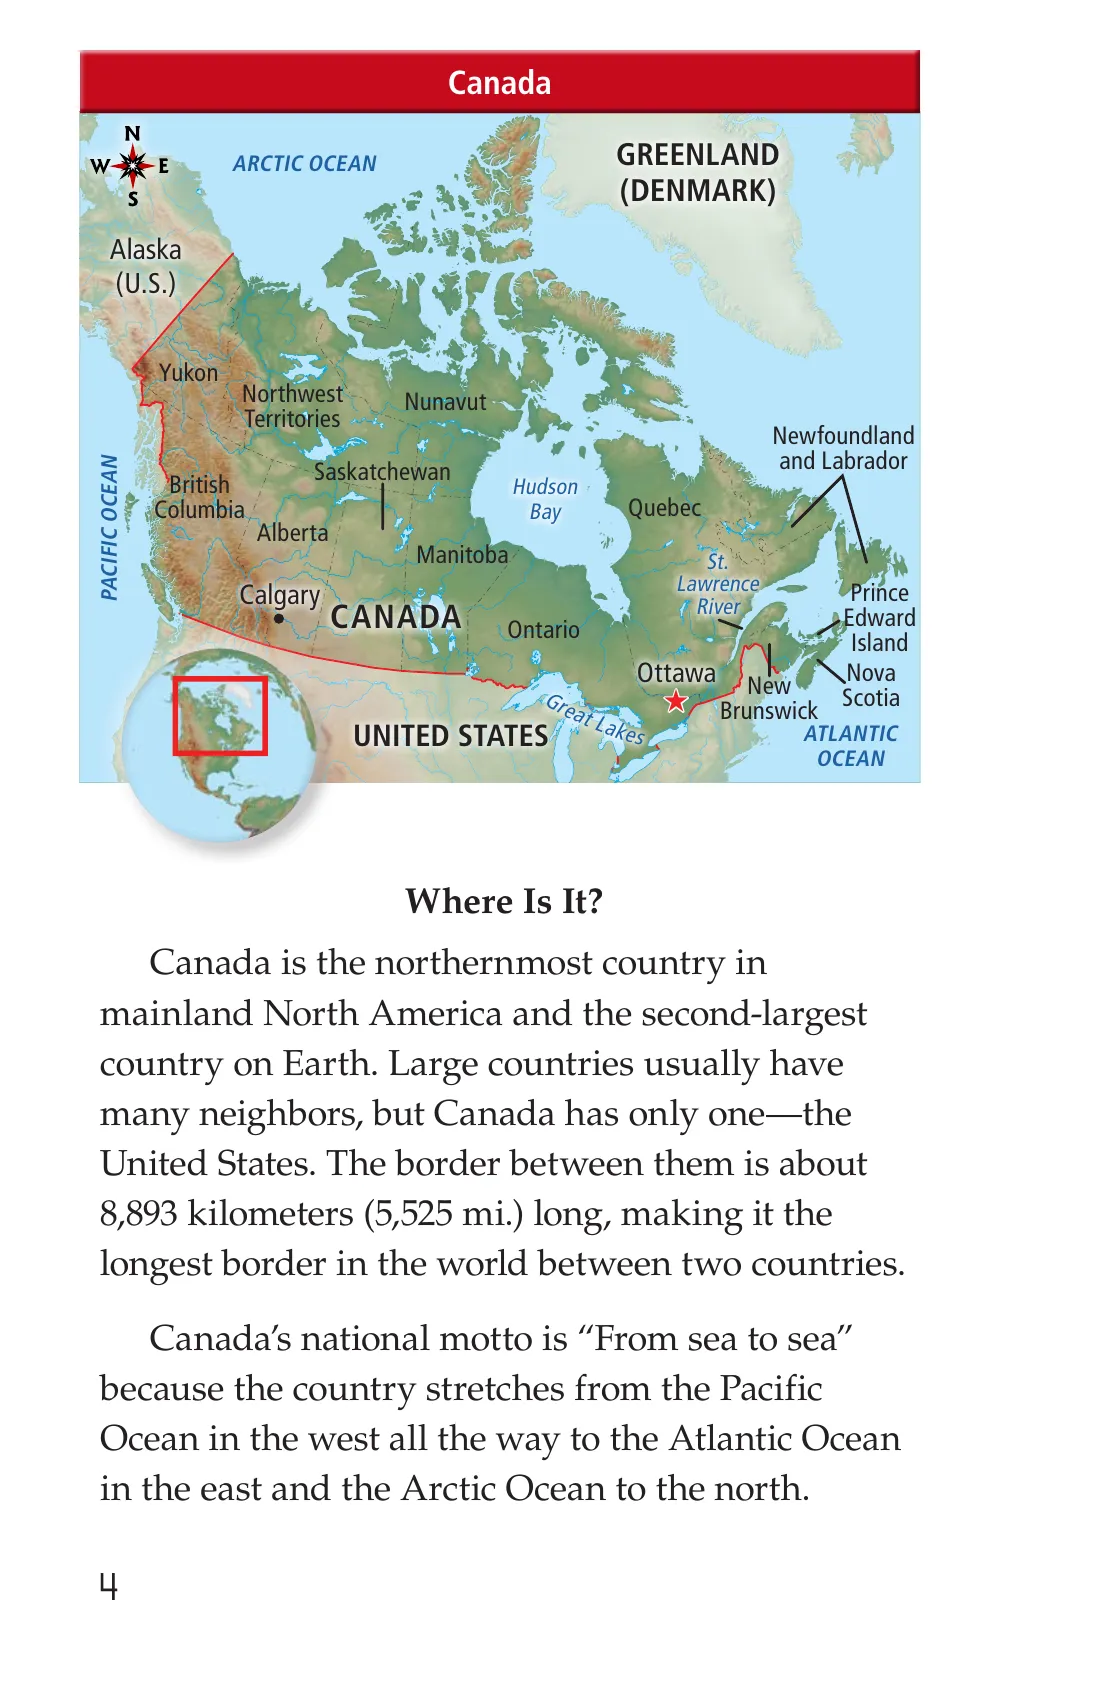 Canada
N
W E
S
ARCTIC OCEAN
GREENLAND
(DENMARK)
Alaska
(U.S.)
Yukon
Northwest
Territories
Nunavut
Newfoundland
and Labrador
PACIFIC OCEAN
British
Columbia
Saskatchewan
Hudson
Bay
Quebec
Alberta
Manitoba
St.
Lawrence
River
Prince
Edward
Island
Calgary
CANADA
Ontario
Ottawa
New
Brunswick
Nova
Scotia
Great Lakes
UNITED STATES
ATLANTIC
OCEAN
Where Is It?
Canada is the northernmost country in
mainland North America and the second-largest
country on Earth. Large countries usually have
many neighbors, but Canada has only one—the
United States. The border between them is about
8,893 kilometers (5,525 mi.) long, making it the
longest border in the world between two countries.
Canada’s national motto is “From sea to sea”
because the country stretches from the Pacific
Ocean in the west all the way to the Atlantic Ocean
in the east and the Arctic Ocean to the north.
4